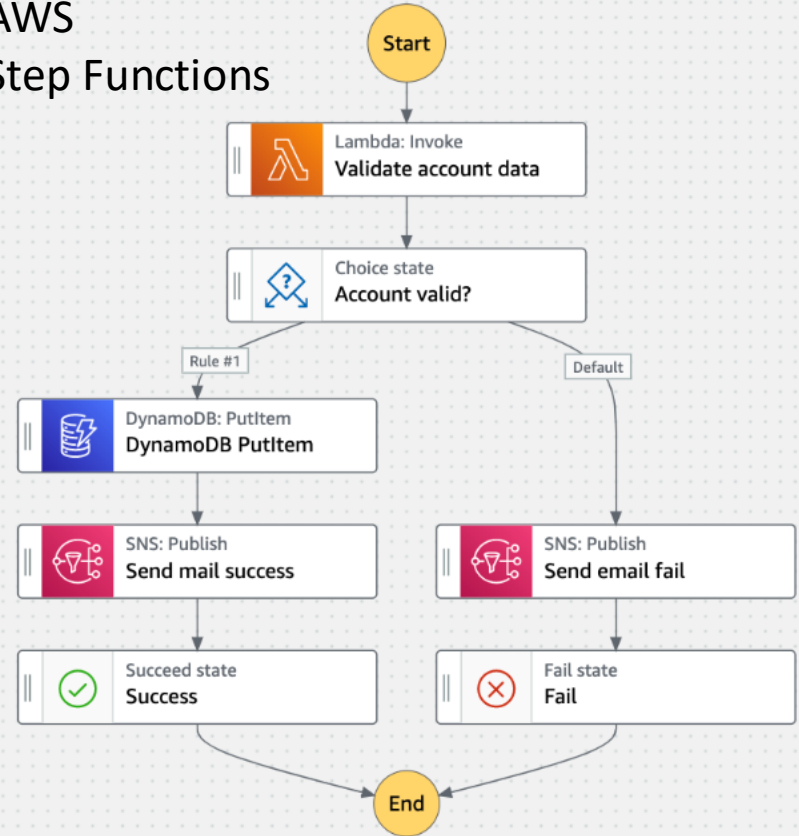 AWS
Step Functions
Start
Lambda: Invoke
Validate account data
Choice state
?
Account valid?
Rule #1
Default
DynamoDB: PutItem
DynamoDB PutItem
SNS: Publish
Send mail success
SNS: Publish
Send email fail
Succeed state
Success
Fail state
Fail
End